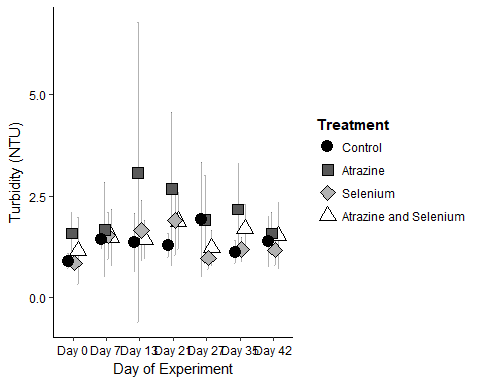 Turbidity (NTU)
5.0
2.5
0.0
Day 0 Day 7 Day 13 Day 21 Day 27 Day 35 Day 42
Day of Experiment
Treatment
Control
Atrazine
Selenium
Atrazine and Selenium